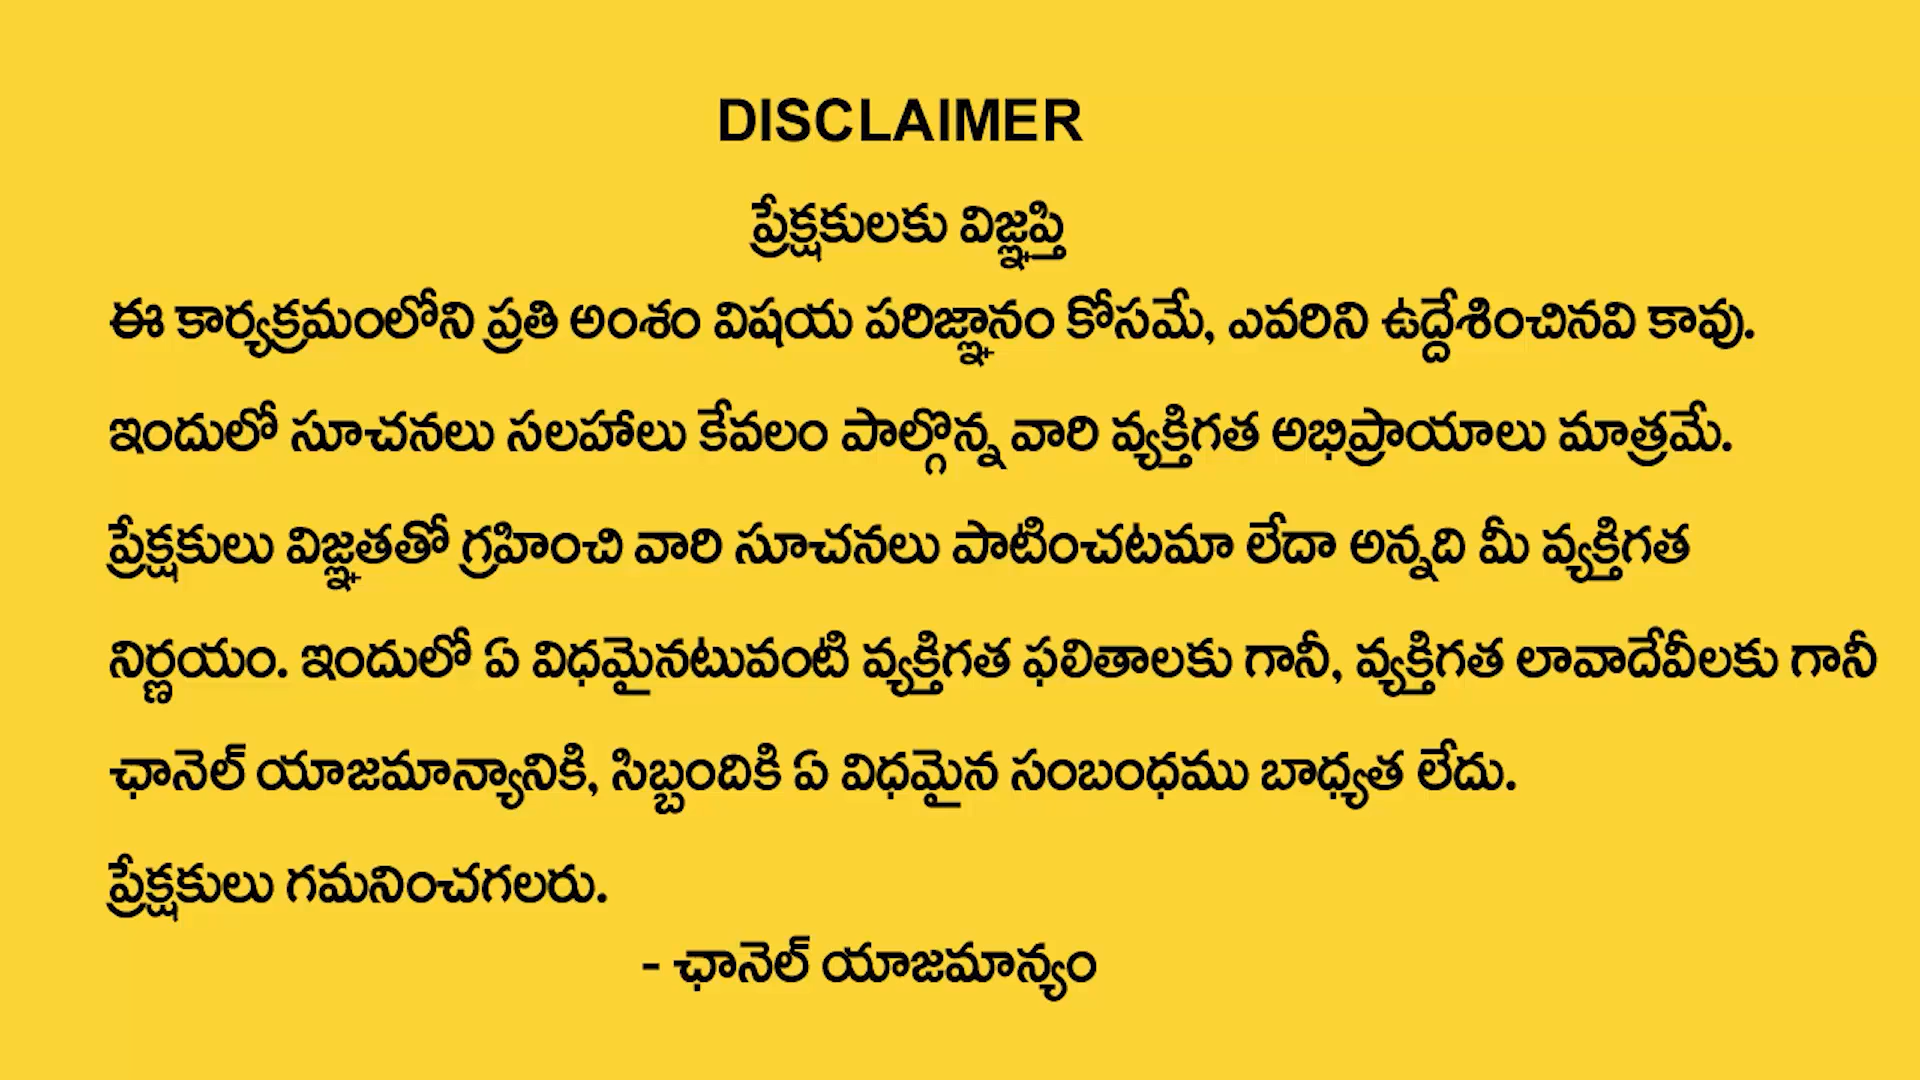 DISCLAIMER
ప్రేక్షకులకు విజ్ఞప్తి
ఈ కార్యక్రమంలోని ప్రతి అంశం విషయ పరిజ్ఞానం కోసమే, ఎవరిని ఉద్దేశించినవి కావు.
ఇందులో సూచనలు సలహాలు కేవలం పాల్గొన్న వారి వ్యక్తిగత అభిప్రాయాలు మాత్రమే.
ప్రేక్షకులు విజ్ఞతతో గ్రహించి వారి సూచనలు పాటించటమా లేదా అన్నది మీ వ్యక్తిగత
నిర్ణయం. ఇందులో ఏ విధమైనటువంటి వ్యక్తిగత ఫలితాలకు గానీ, వ్యక్తిగత లావాదేవీలకు గానీ
ఛానెల్ యాజమాన్యానికి, సిబ్బందికి ఏ విధమైన సంబంధము బాధ్యత లేదు.
ప్రేక్షకులు గమనించగలరు.
- ఛానెల్ యాజమాన్యం